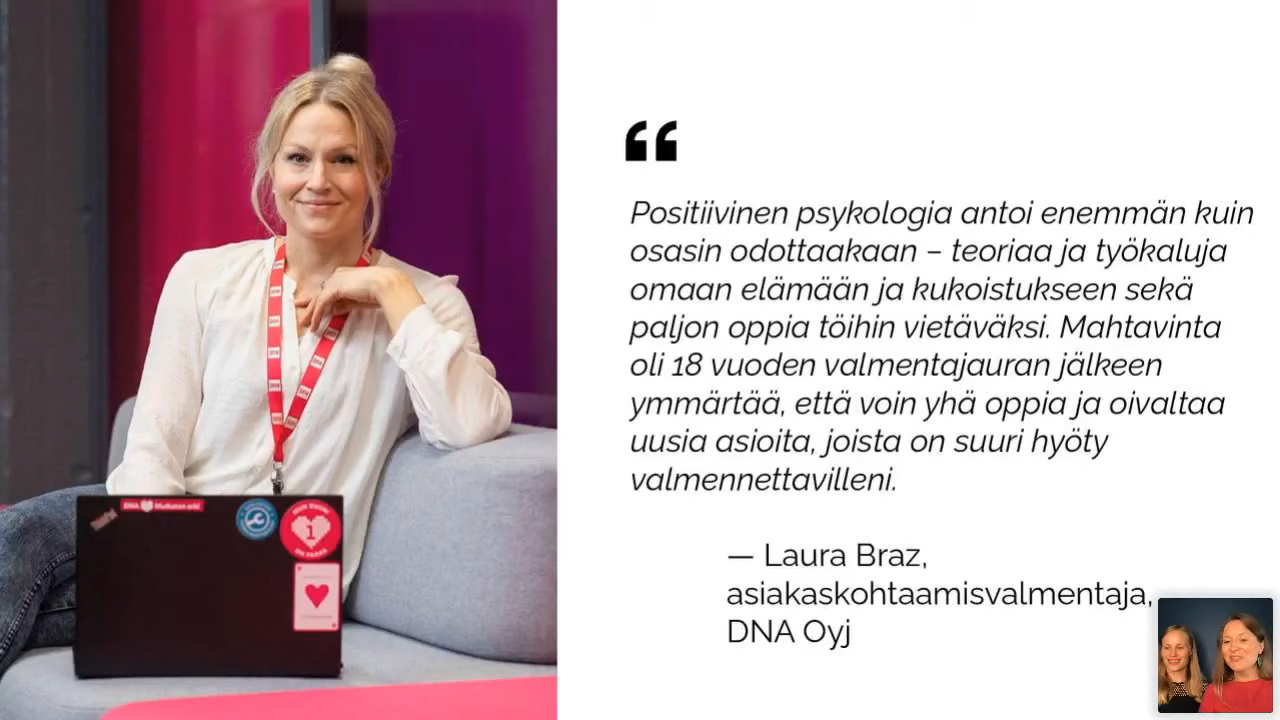 “
Positiivinen psykologia antoi enemmän kuin
osasin odottaakaan – teoriaa ja työkaluja
omaan elämään ja kukoistukseen sekä
paljon oppia töihin vietäväksi. Mahtavinta
oli 18 vuoden valmentajauran jälkeen
ymmärtää, että voin yhä oppia ja oivaltaa
uusia asioita, joista on suuri hyöty
valmennettavilleni.
— Laura Braz,
asiakaskohtaamisvalmentaja,
DNA Oyj
DNA Mutkaton arki
1